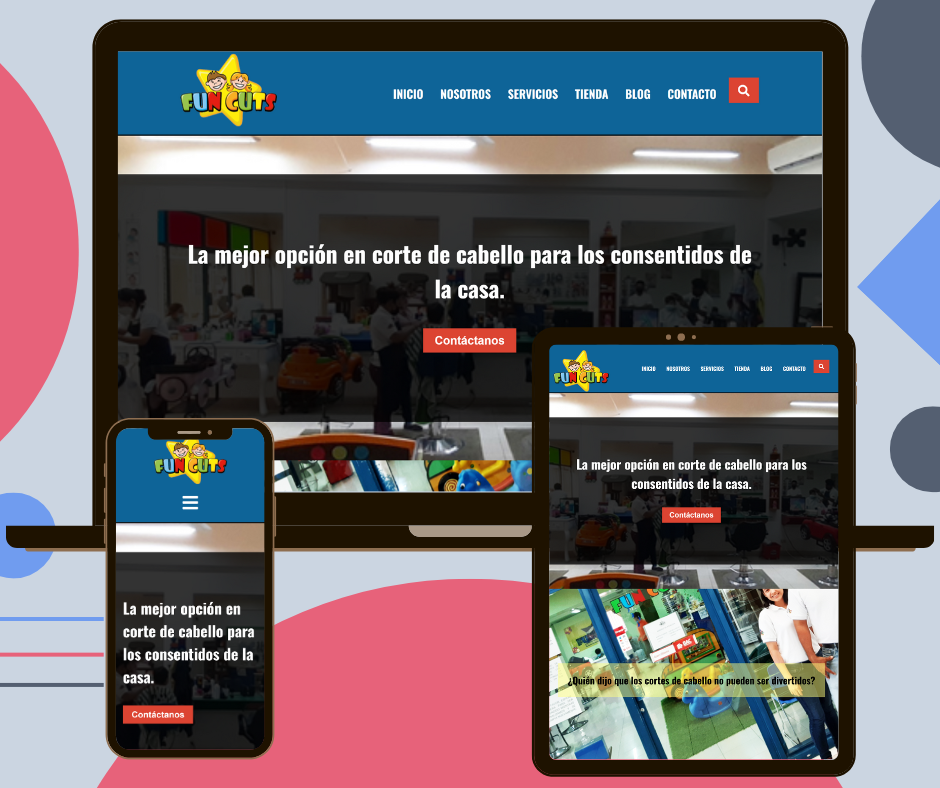 FUN CUTS
INICIO NOSOTROS SERVICIOS TIENDA BLOG CONTACTO
La mejor opción en corte de cabello para los consentidos de
la casa.
Contáctanos
FUN CUTS
INICIO NOSOTROS SERVICIOS TIENDA BLOG CONTACTO
La mejor opción en corte de cabello para los
consentidos de la casa.
Contáctanos
FUN CU
¿Quién dijo que los cortes de cabello no pueden ser divertidos?
FUN CUTS
La mejor opción en
corte de cabello para
los consentidos de la
casa.
Contáctanos